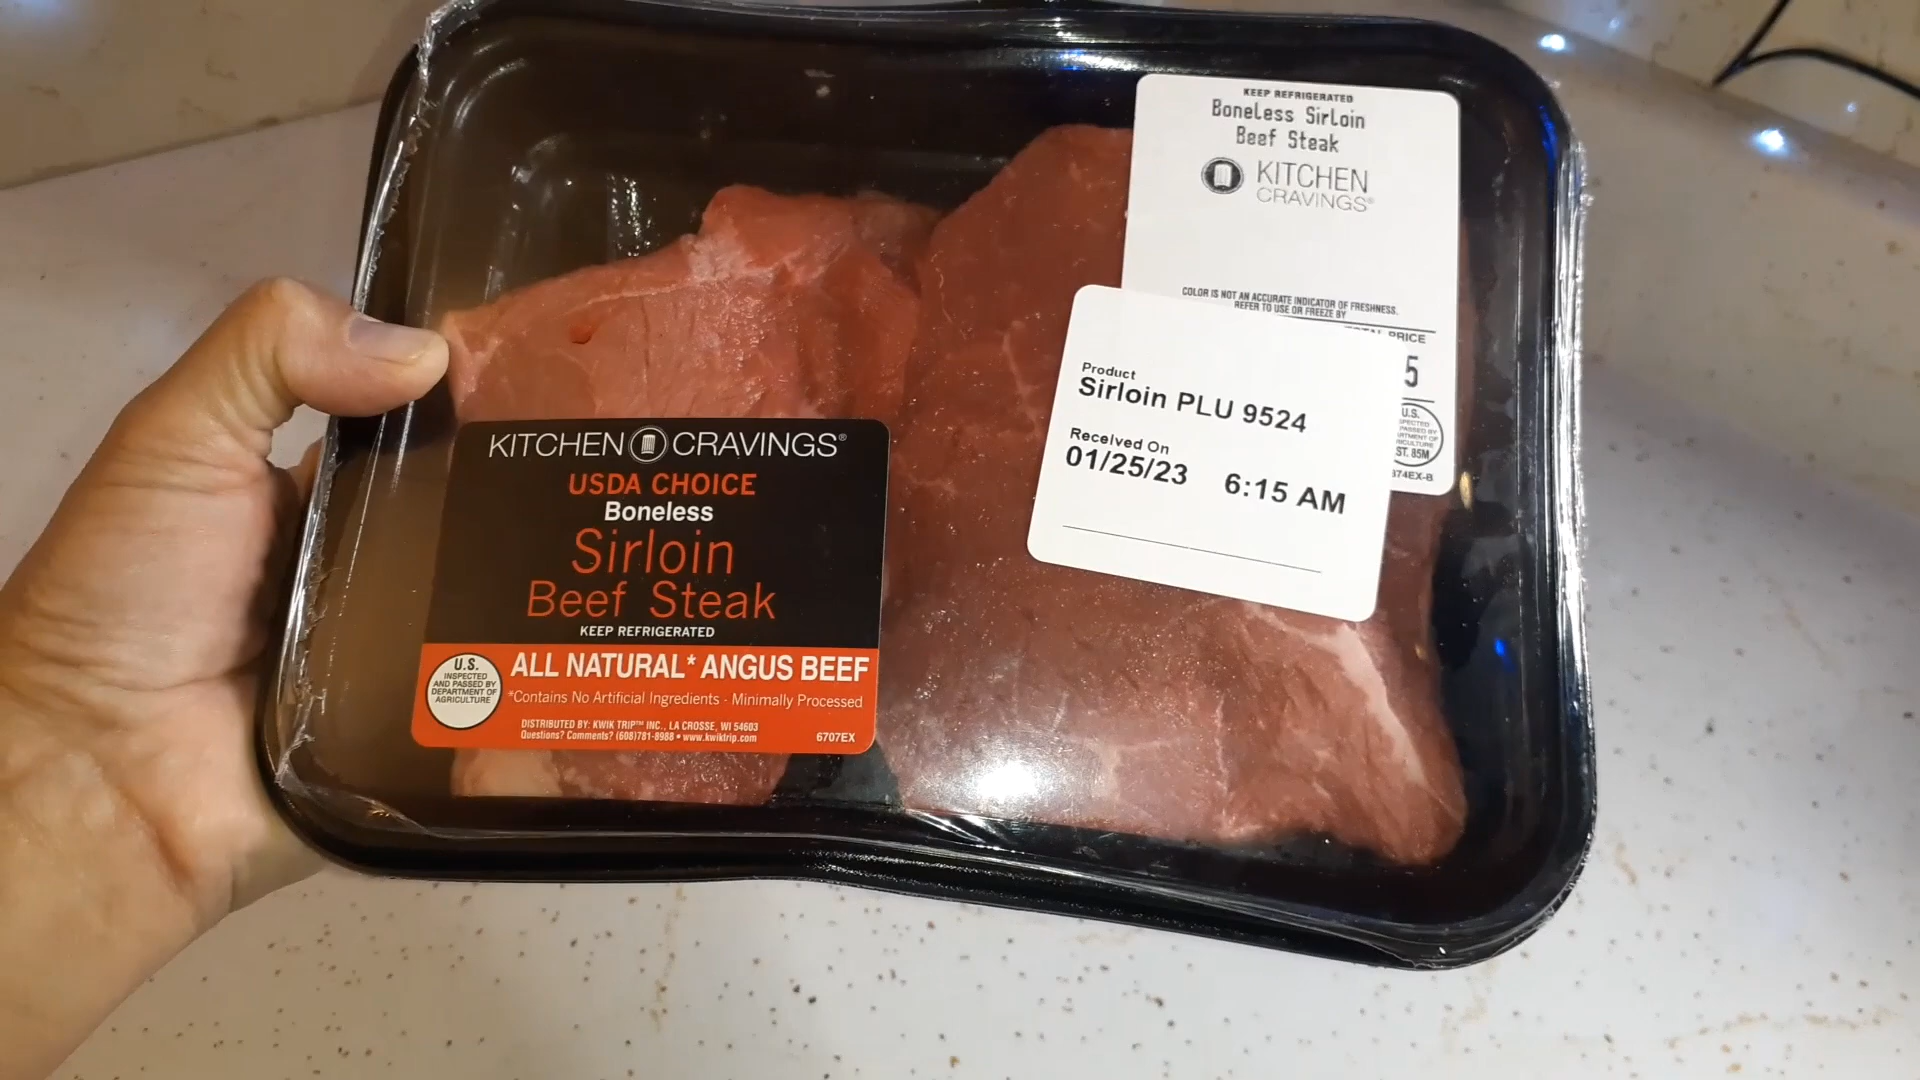 KEEP REFRIGERATED
Boneless Sirloin
Beef Steak
KITCHEN
CRAVINGS®
COLOR IS NOT AN ACCURATE INDICATOR OF FRESHNESS.
REFER TO USE OR FREEZE BY
PRICE
5
U.S.
EST. 85M
74EX-B
Product
Sirloin PLU 9524
Received On
01/25/23 6:15 AM
KITCHEN CRAVINGS®
USDA CHOICE
Boneless
Sirloin
Beef Steak
KEEP REFRIGERATED
U.S.
INSPECTED
AND PASSED BY
DEPARTMENT OF
AGRICULTURE
ALL NATURAL* ANGUS BEEF
*Contains No Artificial Ingredients - Minimally Processed
DISTRIBUTED BY: KWIK TRIP™ INC., LA CROSSE, WI 54603
Questions? Comments? (608)781-8988 • www.kwiktrip.com
6707EX